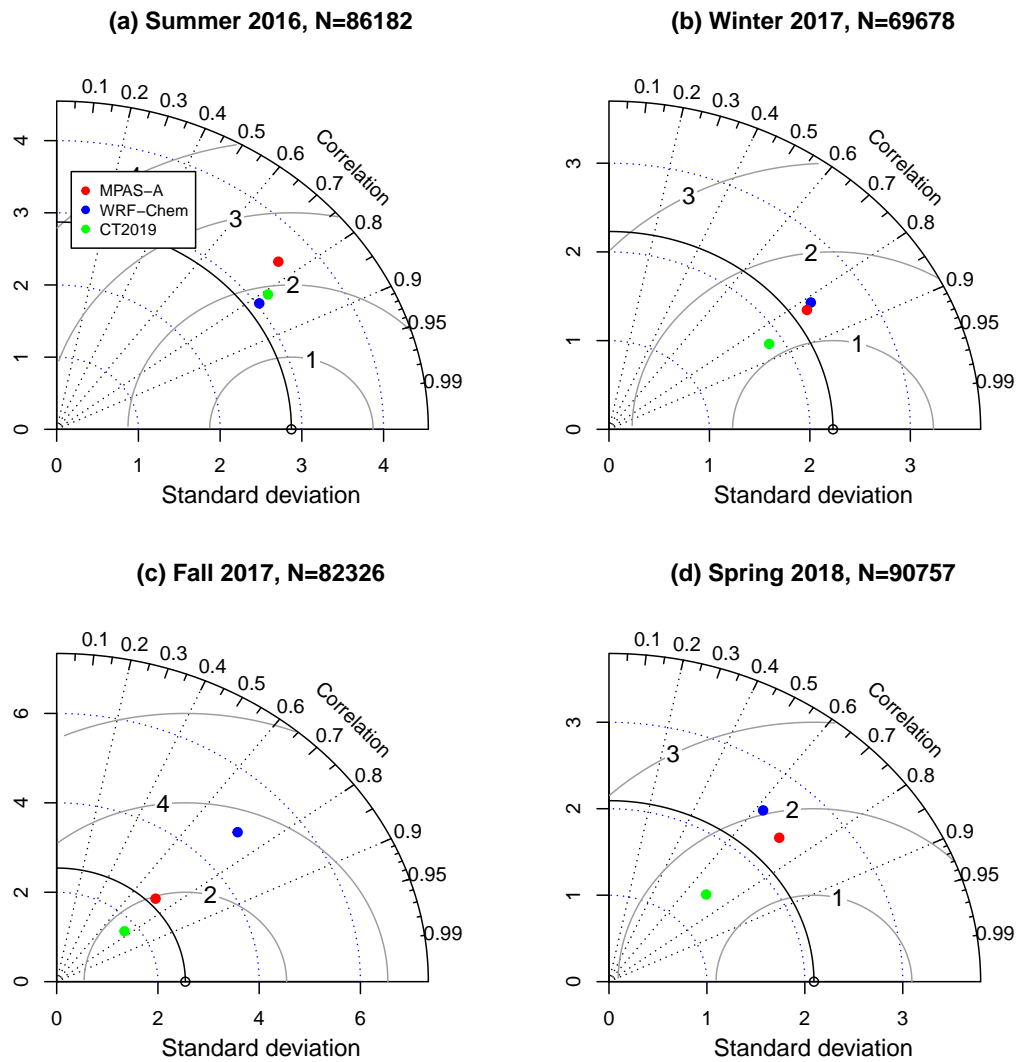 (a) Summer 2016, N=86182
0.1 0.2 0.3 0.4 0.5 0.6 0.7 0.8 0.9 0.95 0.99
Correlation
4
3
2
1
0
3
2
1
MPAS−A
WRF−Chem
CT2019
0 1 2 3 4
Standard deviation
(b) Winter 2017, N=69678
0.1 0.2 0.3 0.4 0.5 0.6 0.7 0.8 0.9 0.95 0.99
Correlation
3
2
1
0
3
2
1
0 1 2 3
Standard deviation
(c) Fall 2017, N=82326
0.1 0.2 0.3 0.4 0.5 0.6 0.7 0.8 0.9 0.95 0.99
Correlation
6
4
2
0
4
2
0 2 4 6
Standard deviation
(d) Spring 2018, N=90757
0.1 0.2 0.3 0.4 0.5 0.6 0.7 0.8 0.9 0.95 0.99
Correlation
3
2
1
0
3
2
1
0 1 2 3
Standard deviation